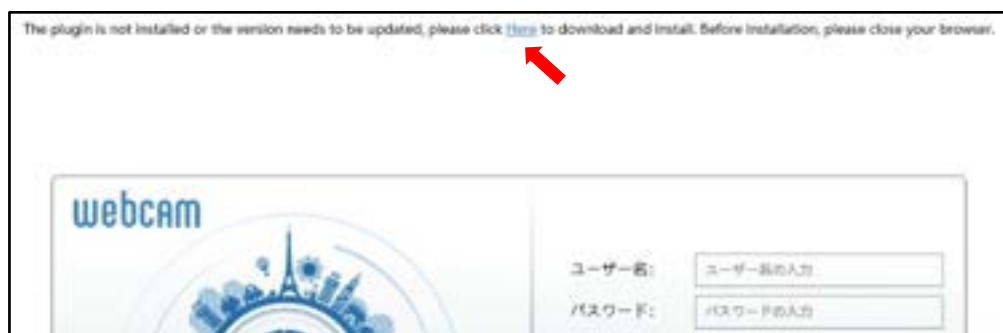 The plugin is not installed or the version needs to be updated, please click Here to download and install. Before Installation, please close your browser.
webcam
ユーザー名: ユーザー名の入力
パスワード: パスワードの入力